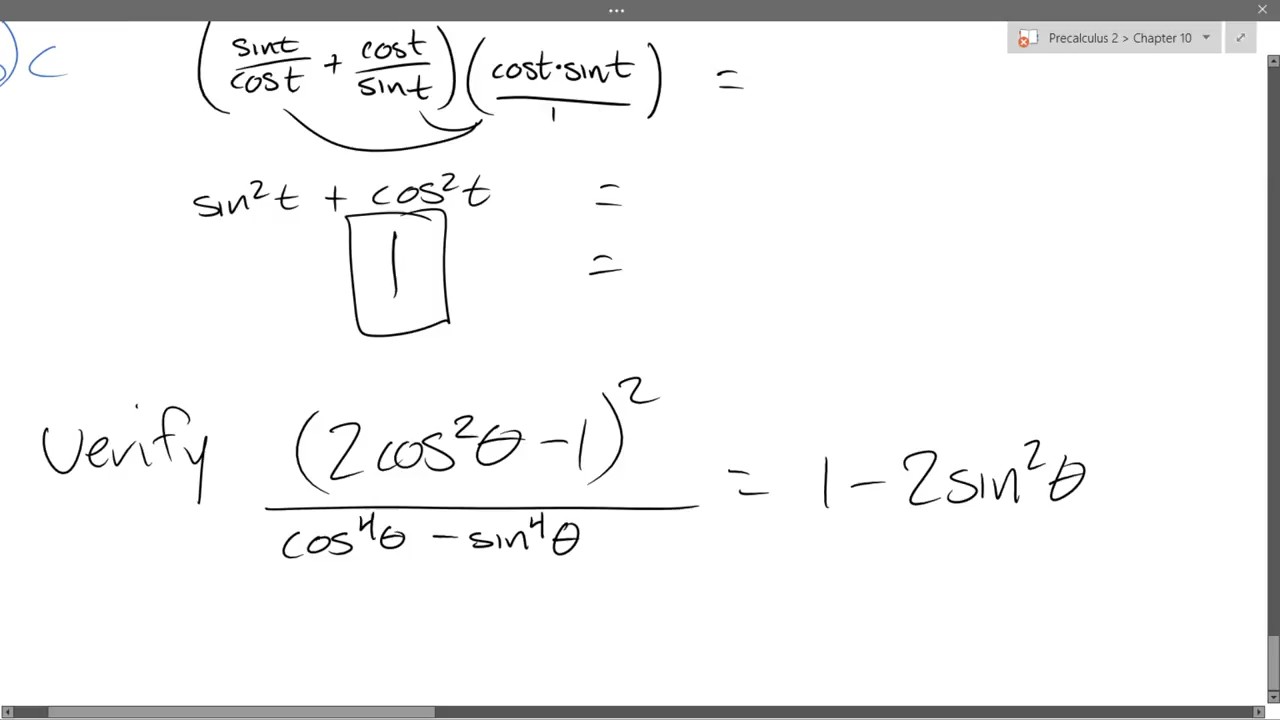 Precalculus 2 > Chapter 10
c (sint/cost + cost/sint)(cost·sint/1) =
sin²t + cos²t =
1 =
Verify (2cos²θ - 1)² / cos⁴θ - sin⁴θ = 1 - 2sin²θ